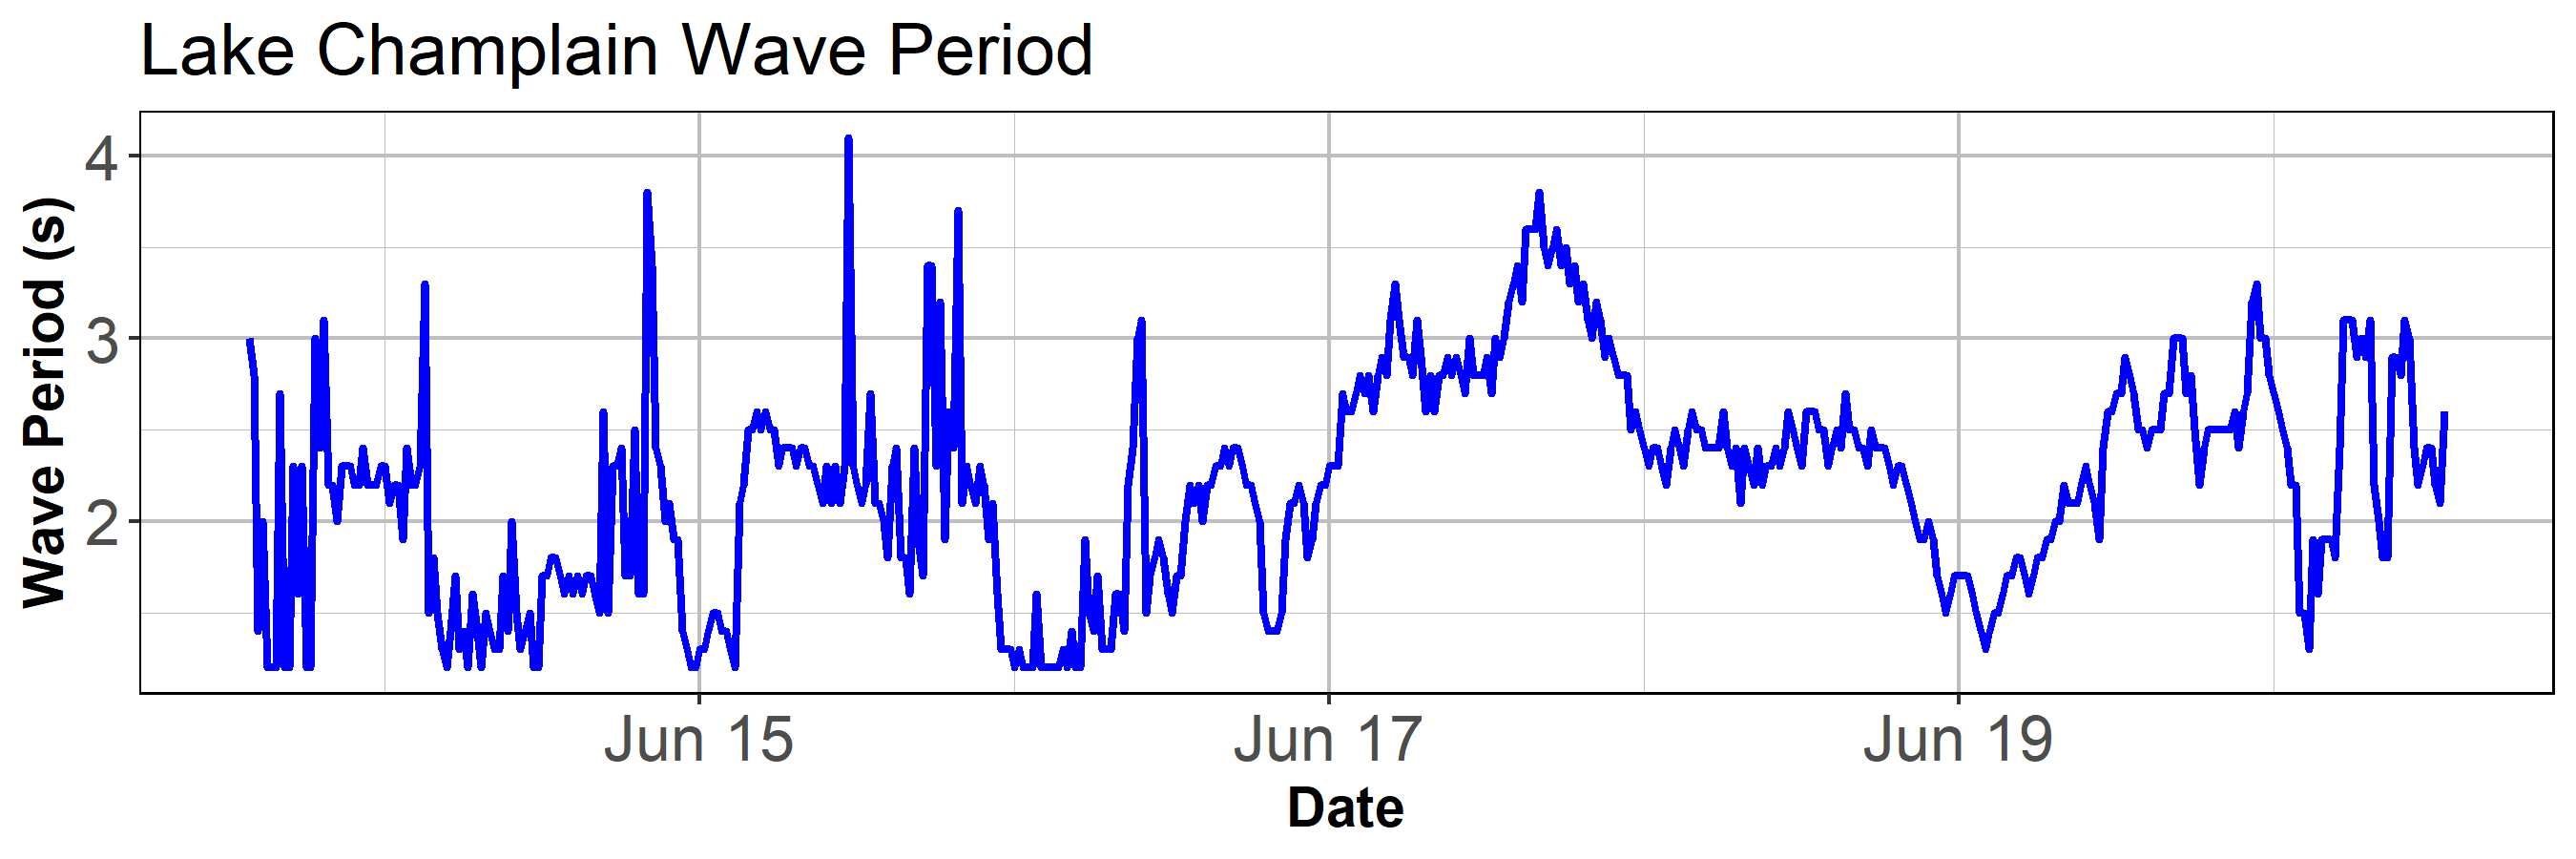 Lake Champlain Wave Period
Wave Period (s)
4
3
2
Jun 15
Jun 17
Jun 19
Date